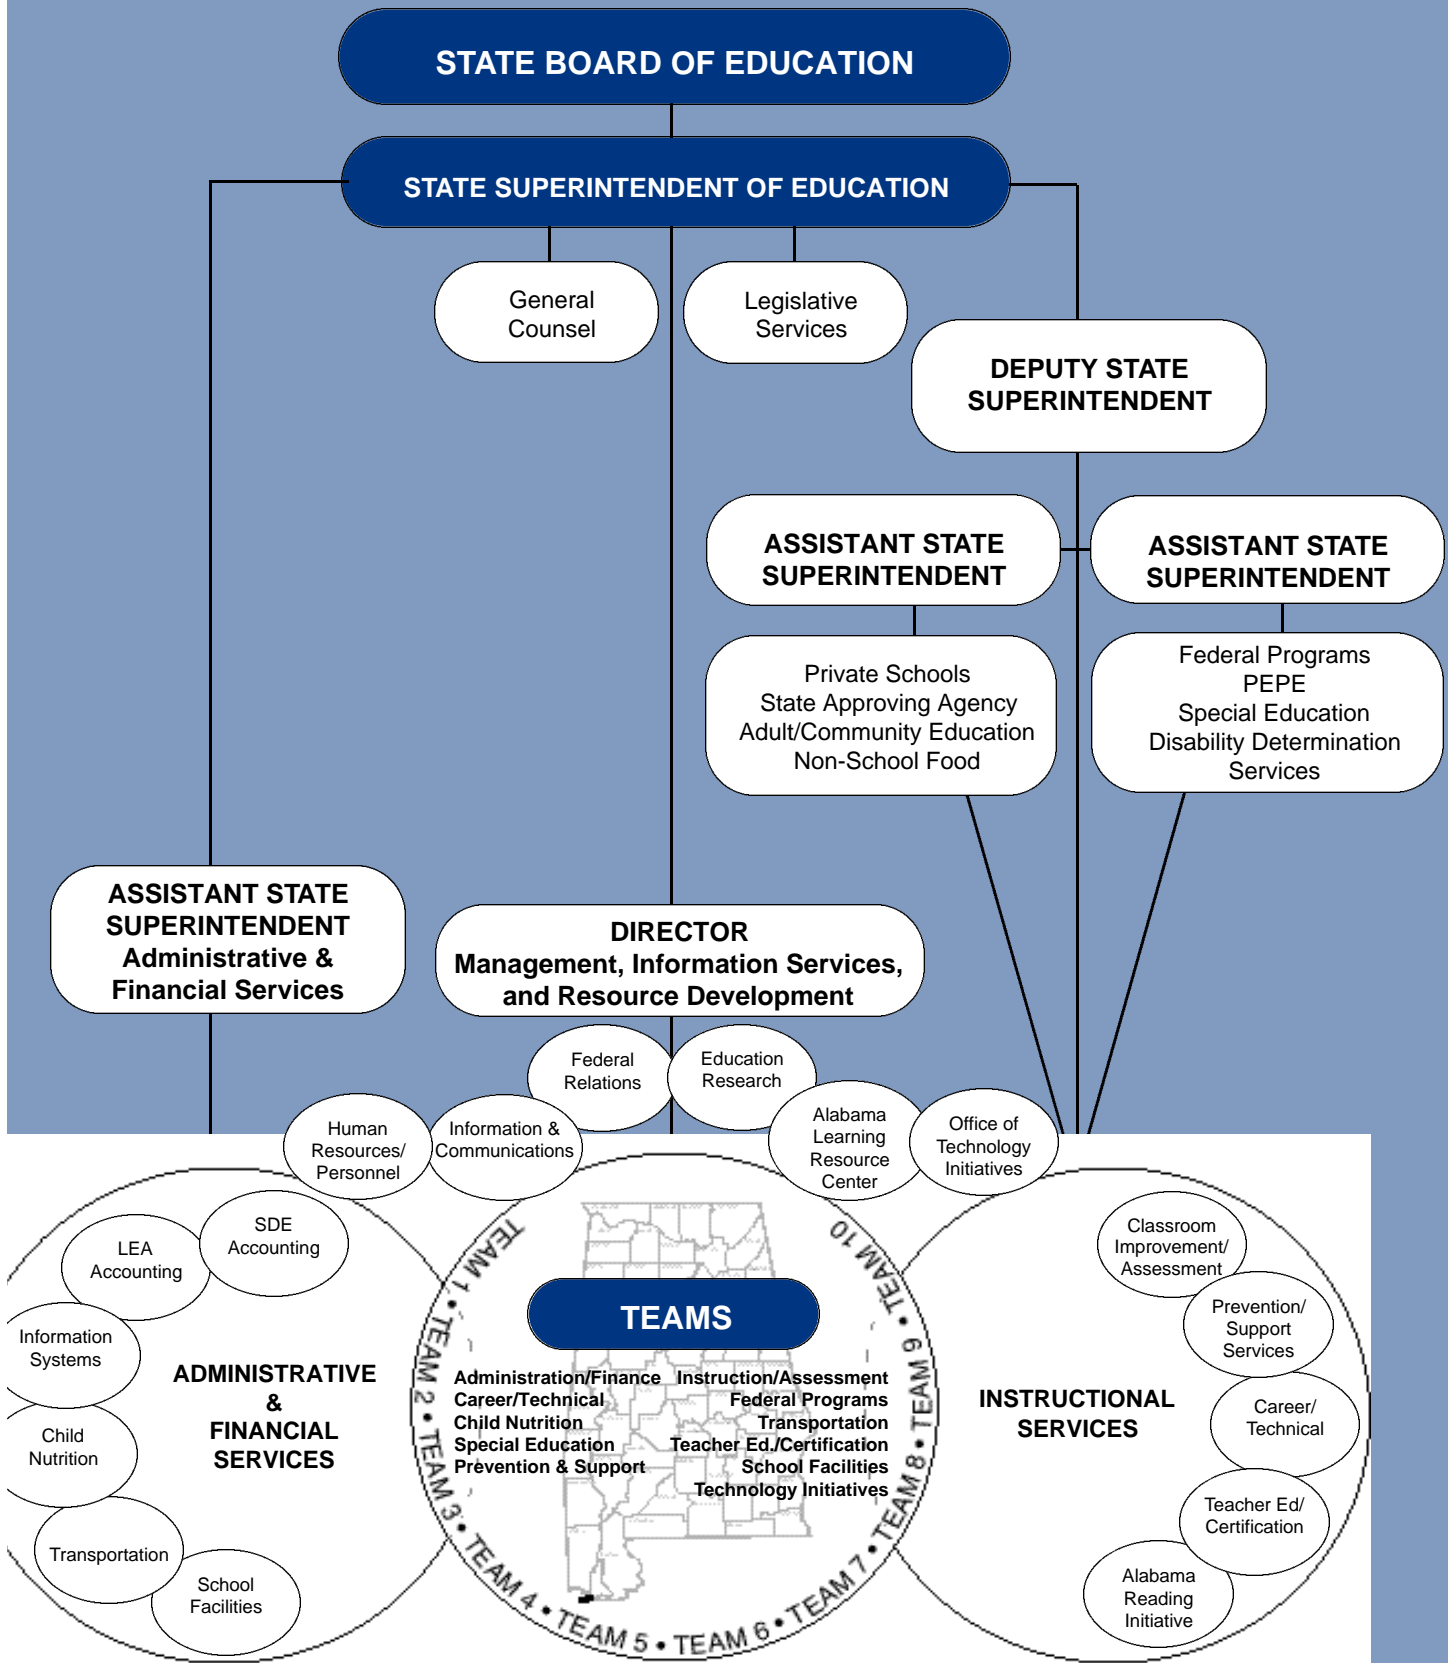 STATE BOARD OF EDUCATION
STATE SUPERINTENDENT OF EDUCATION
General
Counsel
Legislative
Services
DEPUTY STATE
SUPERINTENDENT
ASSISTANT STATE
SUPERINTENDENT
ASSISTANT STATE
SUPERINTENDENT
Private Schools
State Approving Agency
Adult/Community Education
Non-School Food
Federal Programs
PEPE
Special Education
Disability Determination
Services
ASSISTANT STATE
SUPERINTENDENT
Administrative &
Financial Services
DIRECTOR
Management, Information Services,
and Resource Development
Human
Resources/
Personnel
Information &
Communications
Federal
Relations
Education
Research
Alabama
Learning
Resource
Center
Office of
Technology
Initiatives
SDE
Accounting
LEA
Accounting
Information
Systems
Child
Nutrition
Transportation
School
Facilities
ADMINISTRATIVE
&
FINANCIAL
SERVICES
TEAM 1 • TEAM 2 • TEAM 3 • TEAM 4 • TEAM 5 • TEAM 6 • TEAM 7 • TEAM 8 • TEAM 9 • TEAM 10
TEAMS
Administration/Finance
Career/Technical
Child Nutrition
Special Education
Prevention & Support
Instruction/Assessment
Federal Programs
Transportation
Teacher Ed./Certification
School Facilities
Technology Initiatives
INSTRUCTIONAL
SERVICES
Classroom
Improvement/
Assessment
Prevention/
Support
Services
Career/
Technical
Teacher Ed/
Certification
Alabama
Reading
Initiative